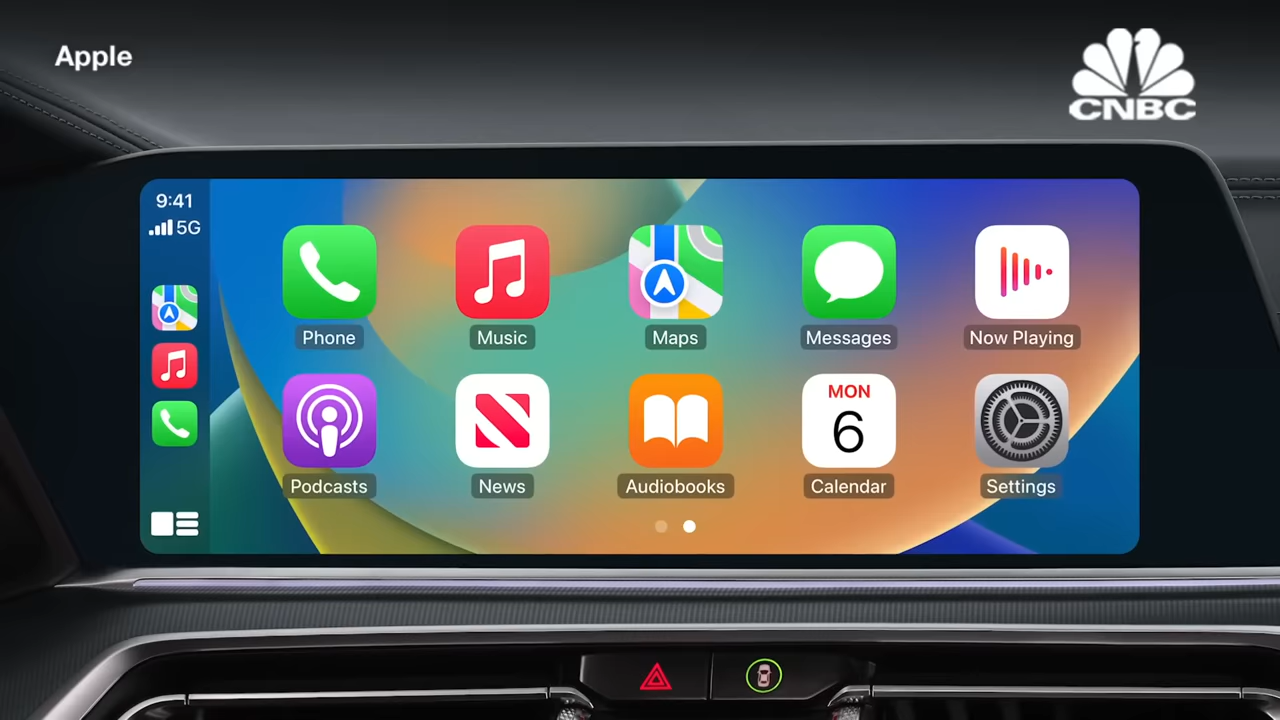 Apple
CNBC
9:41
5G
Phone
Music
Maps
Messages
Now Playing
Podcasts
News
Audiobooks
MON
6
Calendar
Settings